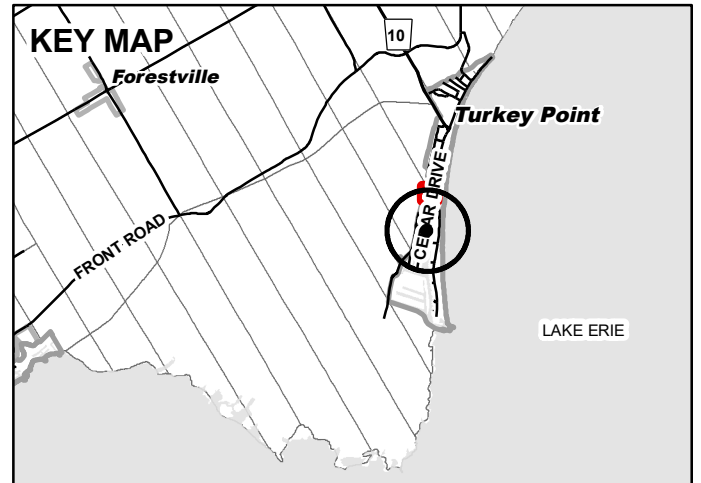 KEY MAP
10
Forestville
Turkey Point
CEDAR DRIVE
FRONT ROAD
LAKE ERIE